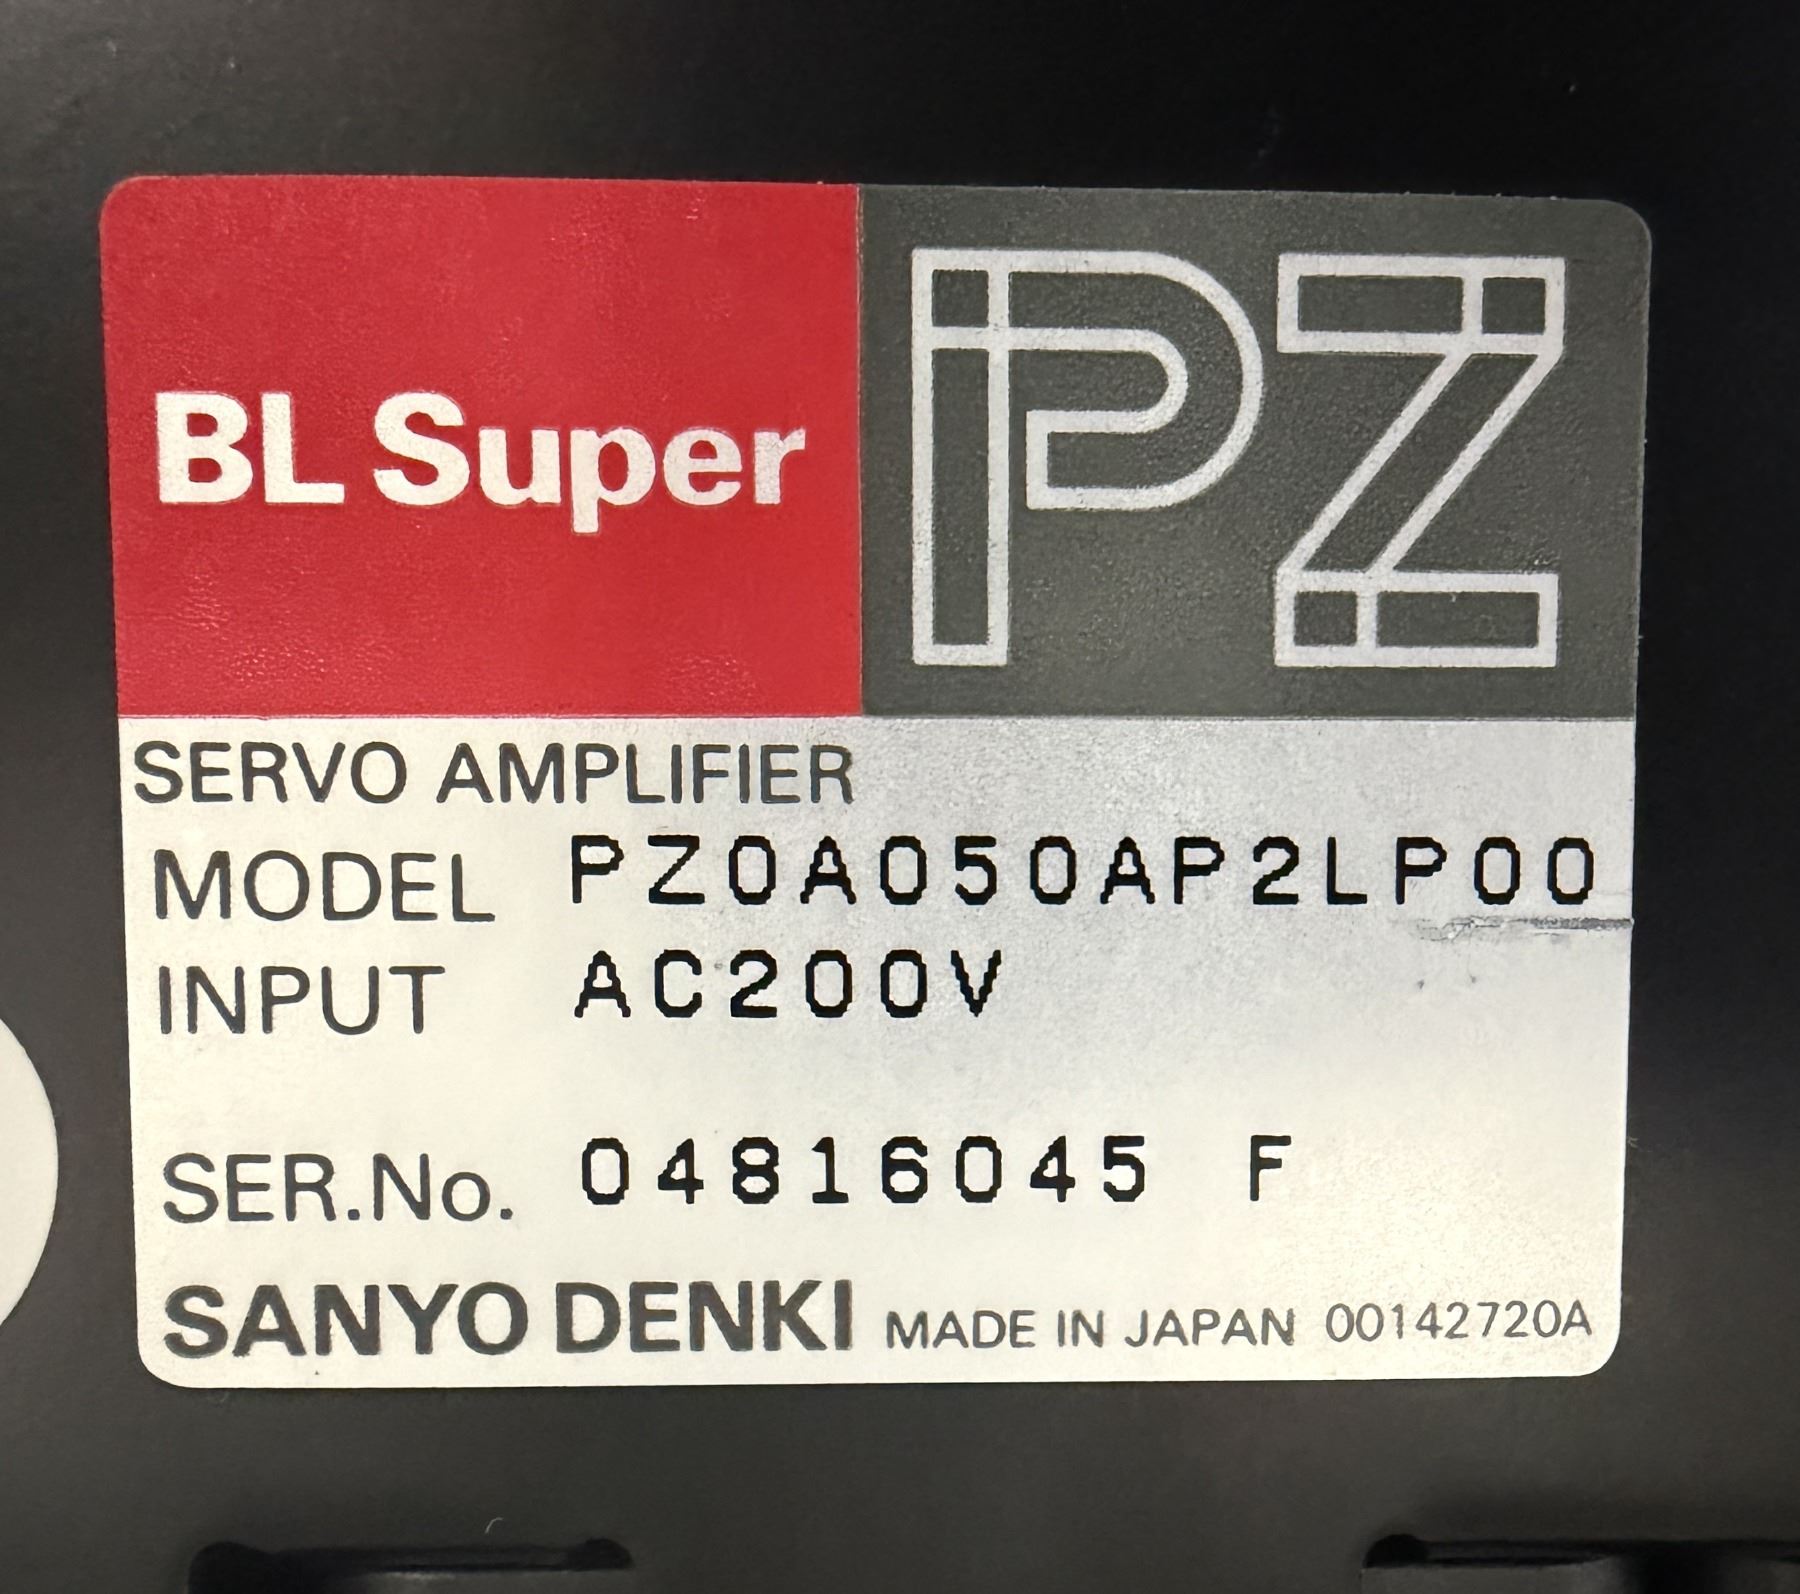 BL Super PZ
SERVO AMPLIFIER
MODEL PZ0A050AP2LP00
INPUT AC200V
SER.No. 04816045 F
SANYO DENKI MADE IN JAPAN 00142720A